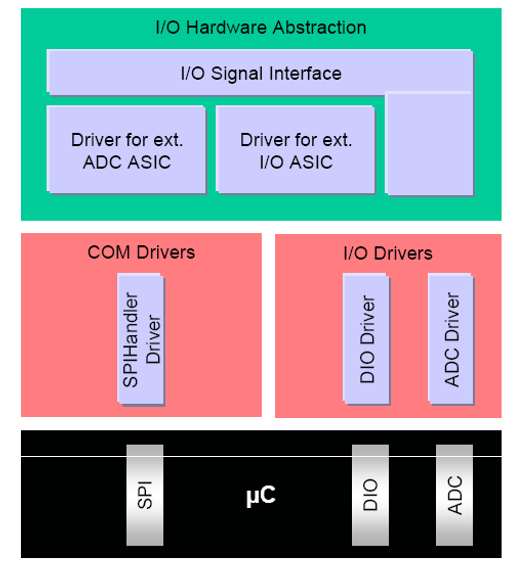 I/O Hardware Abstraction
I/O Signal Interface
Driver for ext.
ADC ASIC
Driver for ext.
I/O ASIC
COM Drivers
I/O Drivers
SPIHandler
Driver
DIO Driver
ADC Driver
SPI
µC
DIO
ADC